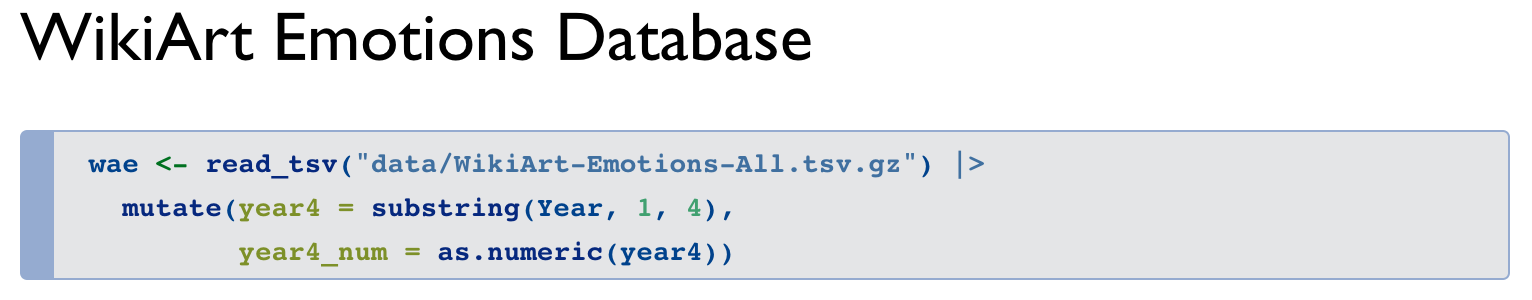 WikiArt Emotions Database
wae <- read_tsv("data/WikiArt-Emotions-All.tsv.gz") |>
  mutate(year4 = substring(Year, 1, 4),
         year4_num = as.numeric(year4))